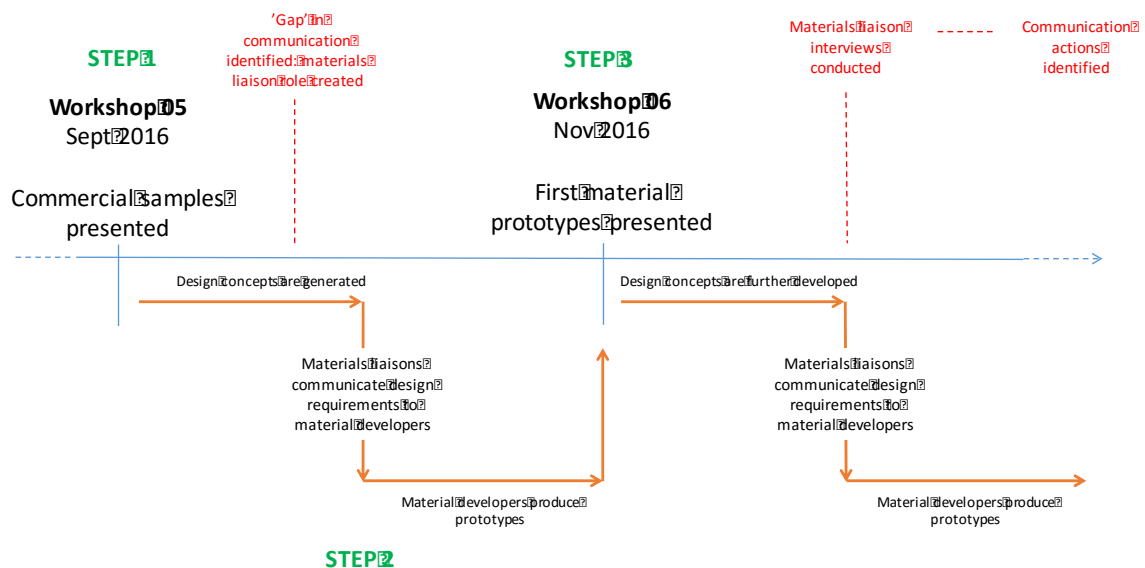 STEP 1
Workshop 05
Sept 2016
Commercial samples
presented
'Gap' in
communication
identified: materials
liaison role created
STEP 3
Workshop 06
Nov 2016
First material
prototypes presented
Materials liaison
interviews
conducted
Communication
actions
identified
Design concepts are generated
Materials liaisons
communicate design
requirements to
material developers
Material developers produce
prototypes
STEP 2
Design concepts are further developed
Materials liaisons
communicate design
requirements to
material developers
Material developers produce
prototypes